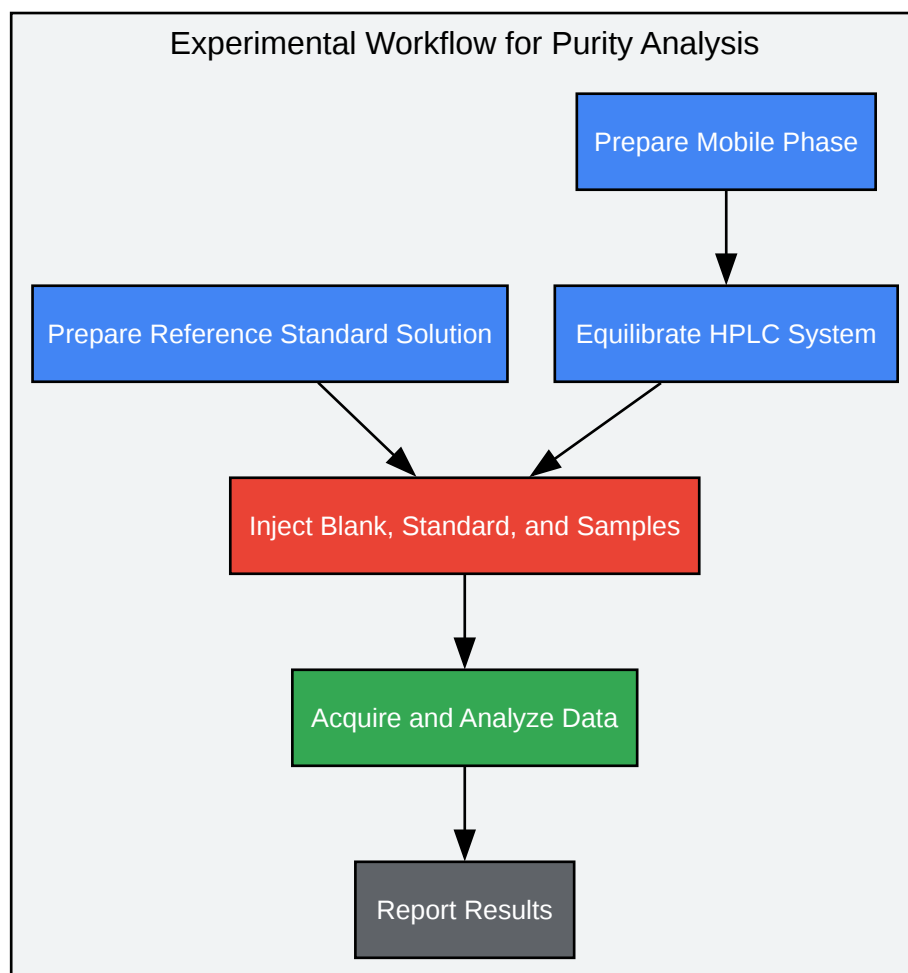 Experimental Workflow for Purity Analysis
Prepare Mobile Phase
Prepare Reference Standard Solution
Equilibrate HPLC System
Inject Blank, Standard, and Samples
Acquire and Analyze Data
Report Results